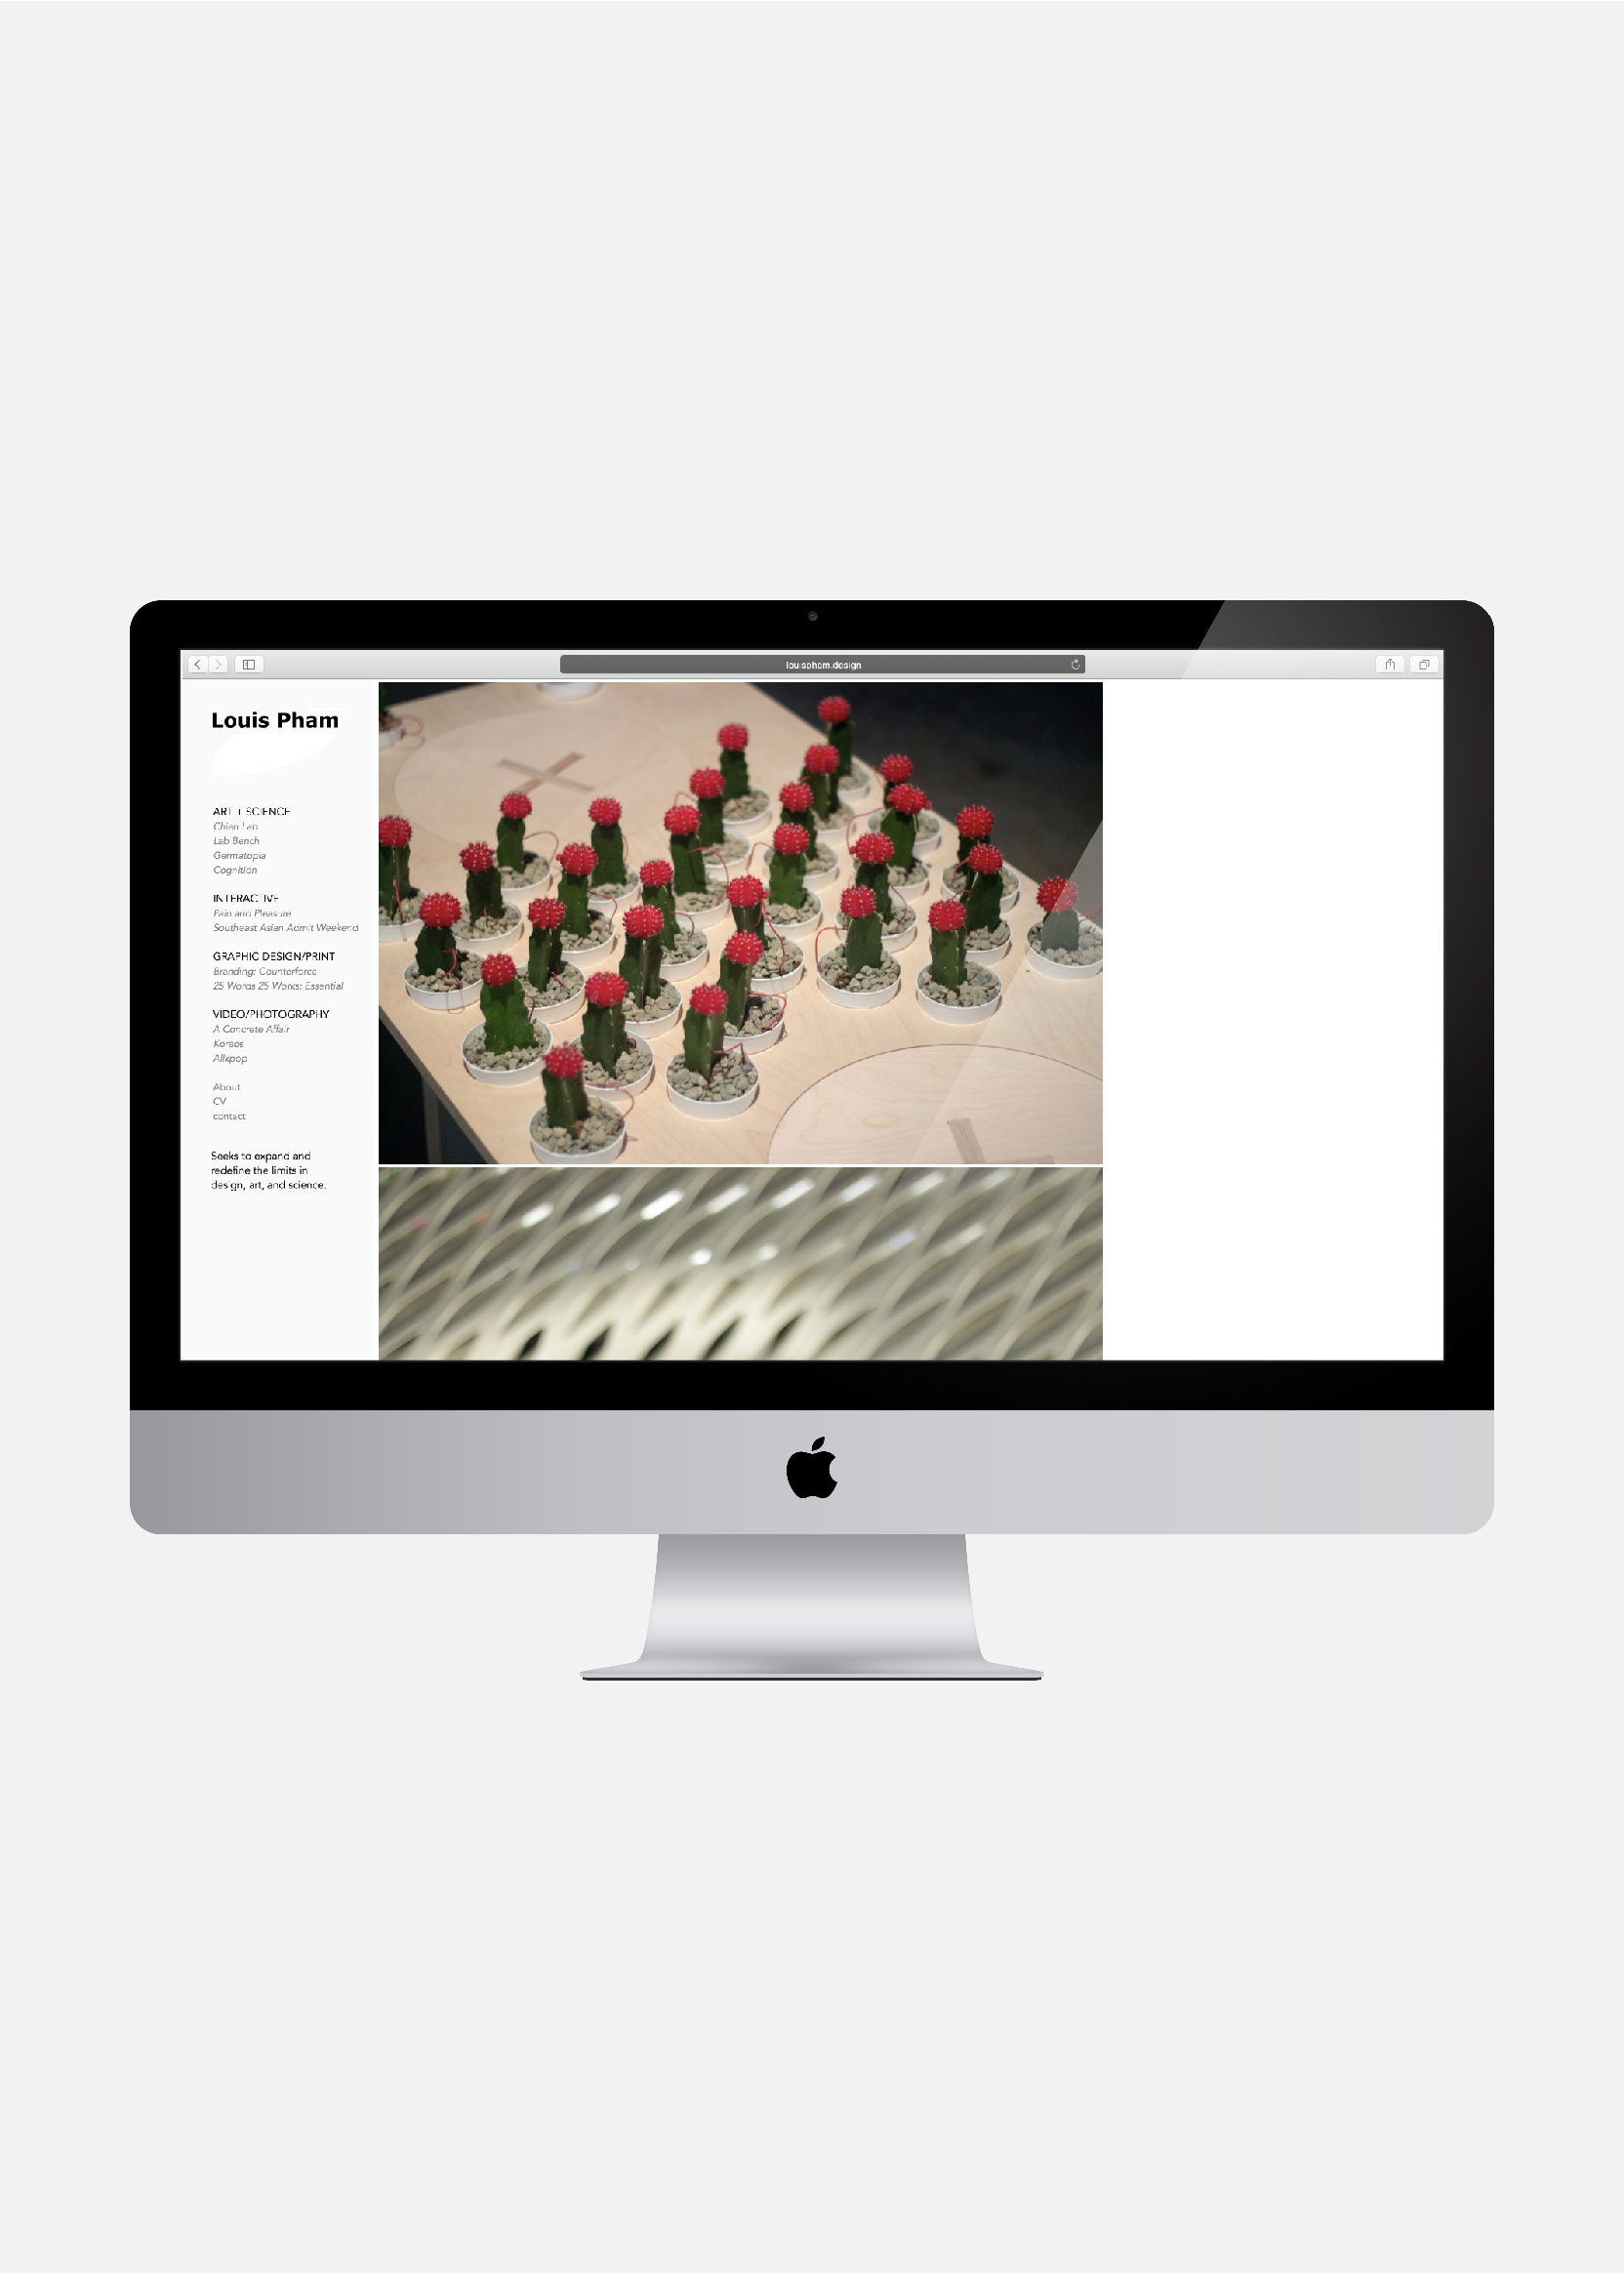 louispham.design
Louis Pham
ART + SCIENCE
Chien Lab
Lab Bench
Germatopia
Cognition
INTERACTIVE
Pain and Pleasure
Southeast Asian Admit Weekend
GRAPHIC DESIGN/PRINT
Branding: Counterforce
25 Words 25 Works: Essential
VIDEO/PHOTOGRAPHY
A Concrete Affair
Koraos
Allkpop
About
CV
contact
Seeks to expand and
redefine the limits in
design, art, and science.